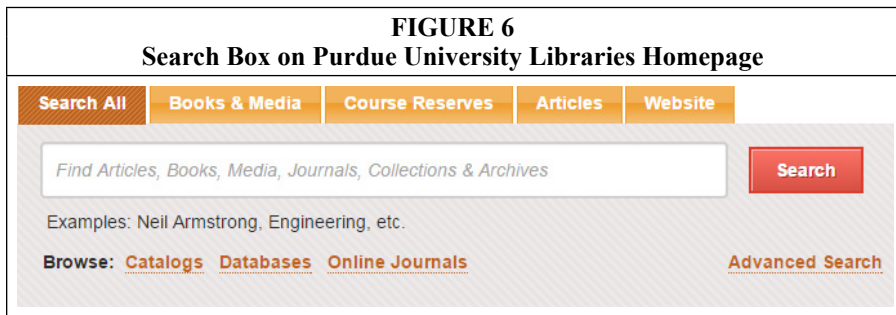 FIGURE 6
Search Box on Purdue University Libraries Homepage
Search All Books & Media Course Reserves Articles Website
Find Articles, Books, Media, Journals, Collections & Archives Search
Examples: Neil Armstrong, Engineering, etc.
Browse: Catalogs Databases Online Journals Advanced Search